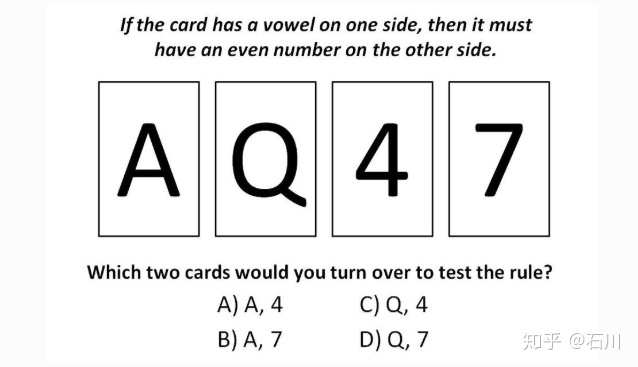 If the card has a vowel on one side, then it must
have an even number on the other side.
A Q 4 7
Which two cards would you turn over to test the rule?
A) A, 4 C) Q, 4
B) A, 7 D) Q, 7
知乎 @石川